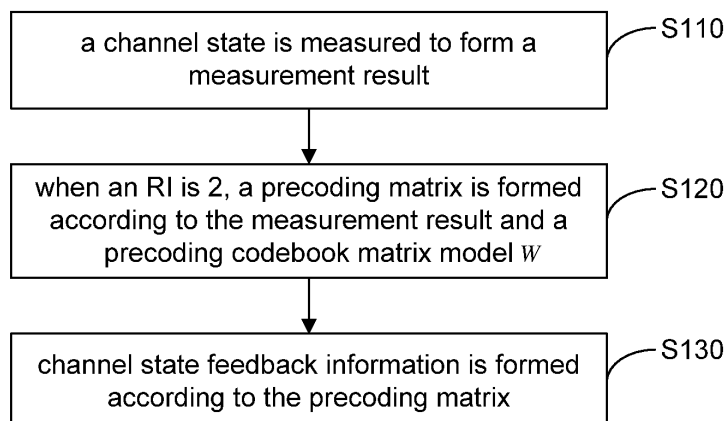 a channel state is measured to form a
measurement result
S110
when an RI is 2, a precoding matrix is formed
according to the measurement result and a
precoding codebook matrix model W
S120
channel state feedback information is formed
according to the precoding matrix
S130